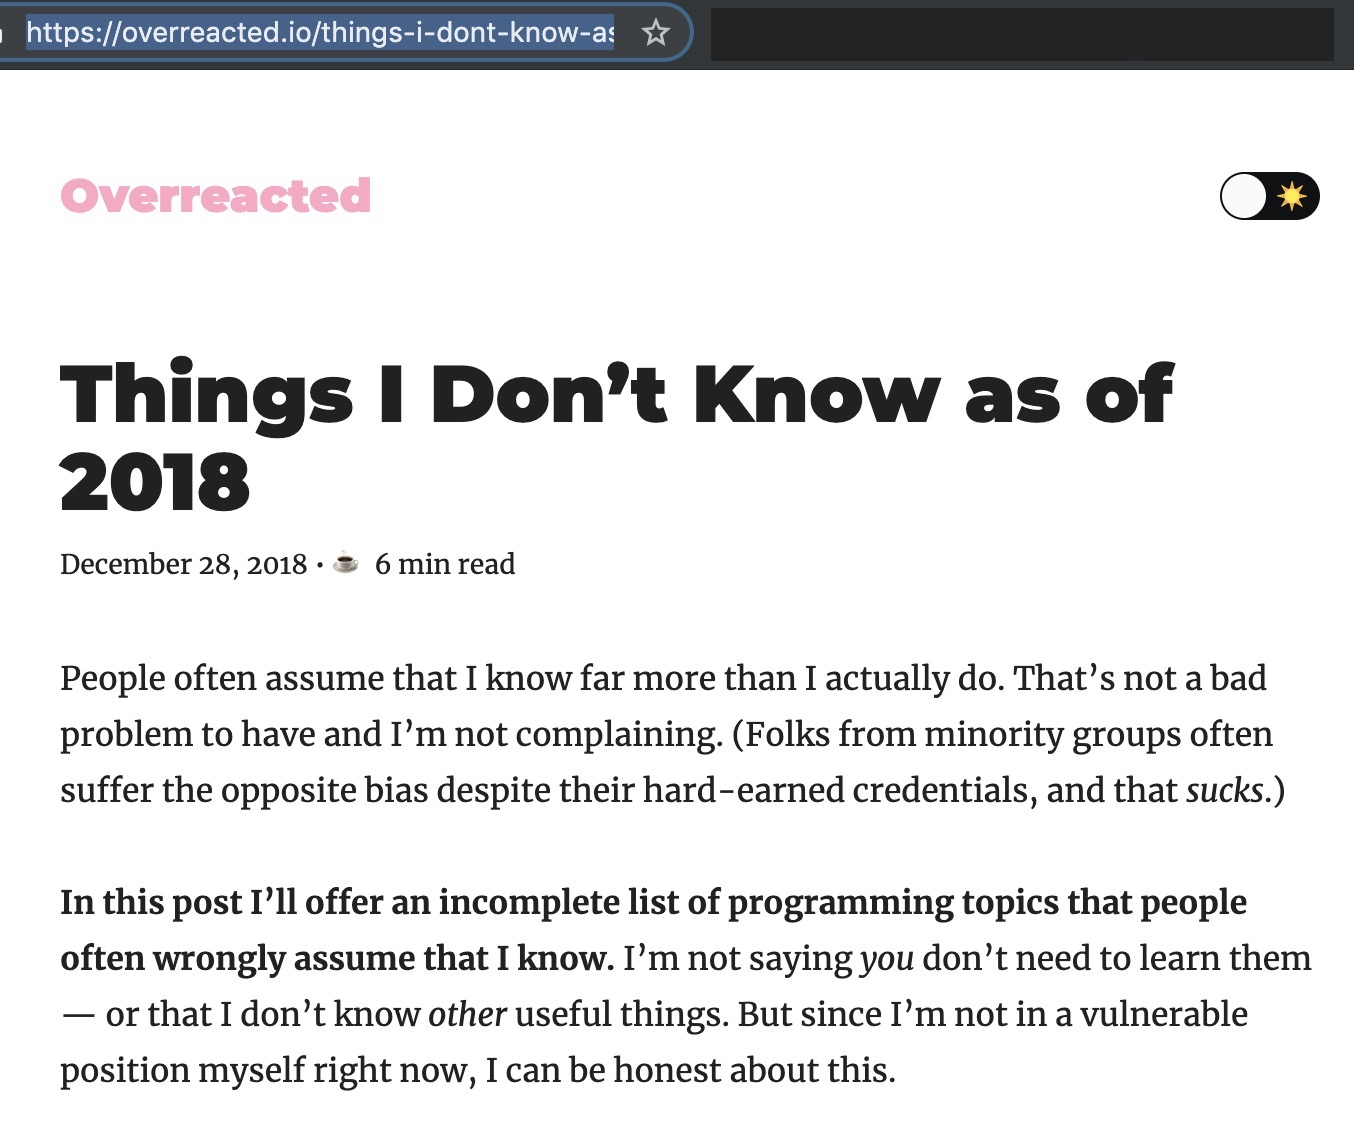 https://overreacted.io/things-i-dont-know-as
Overreacted
Things I Don’t Know as of
2018
December 28, 2018 • ☕ 6 min read
People often assume that I know far more than I actually do. That’s not a bad
problem to have and I’m not complaining. (Folks from minority groups often
suffer the opposite bias despite their hard-earned credentials, and that sucks.)
In this post I’ll offer an incomplete list of programming topics that people
often wrongly assume that I know. I’m not saying you don’t need to learn them
— or that I don’t know other useful things. But since I’m not in a vulnerable
position myself right now, I can be honest about this.